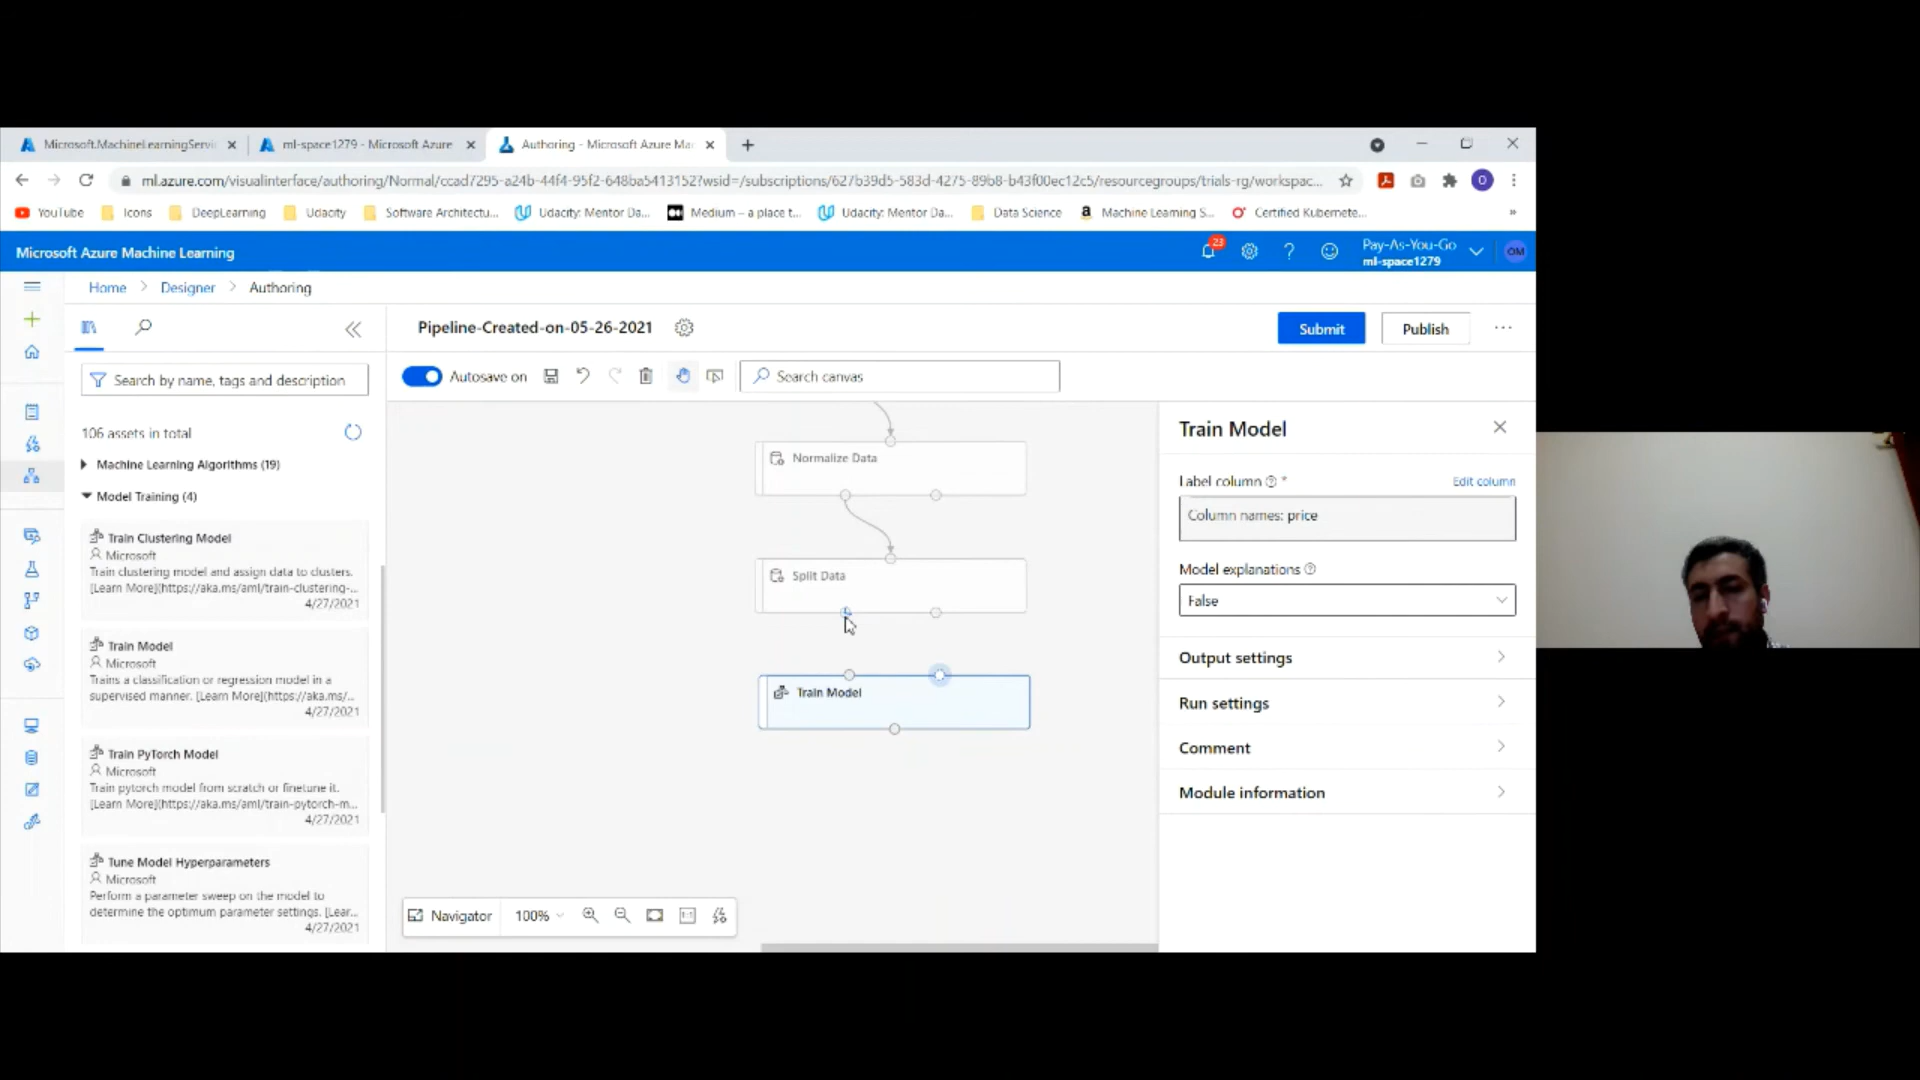 Microsoft.MachineLearningServi
ml-space1279 - Microsoft Azure
Authoring - Microsoft Azure Mac
ml.azure.com/visualinterface/authoring/Normal/ccad7295-a24b-44f4-95f2-648ba5413152?wsid=/subscriptions/627b39d5-583d-4275-89b8-b43f00ec12c5/resourcegroups/trials-rg/workspac...
O
YouTube
Icons
DeepLearning
Udacity
Software Architectu...
Udacity: Mentor Da...
Medium – a place t...
Udacity: Mentor Da...
Data Science
Machine Learning S...
Certified Kubernete...
»
Microsoft Azure Machine Learning
23
Pay-As-You-Go
ml-space1279
OM
Home > Designer > Authoring
Pipeline-Created-on-05-26-2021
Submit
Publish
Search by name, tags and description
Autosave on
Search canvas
106 assets in total
Machine Learning Algorithms (19)
Model Training (4)
Train Clustering Model
Microsoft
Train clustering model and assign data to clusters.
[Learn More](https://aka.ms/aml/train-clustering-...
4/27/2021
Train Model
Microsoft
Trains a classification or regression model in a
supervised manner. [Learn More](https://aka.ms/...
4/27/2021
Train PyTorch Model
Microsoft
Train pytorch model from scratch or finetune it.
[Learn More](https://aka.ms/aml/train-pytorch-m...
4/27/2021
Tune Model Hyperparameters
Microsoft
Perform a parameter sweep on the model to
determine the optimum parameter settings. [Lear...
4/27/2021
Normalize Data
Split Data
Train Model
Navigator
100%
Train Model
Label column *
Edit column
Column names: price
Model explanations
False
Output settings
Run settings
Comment
Module information